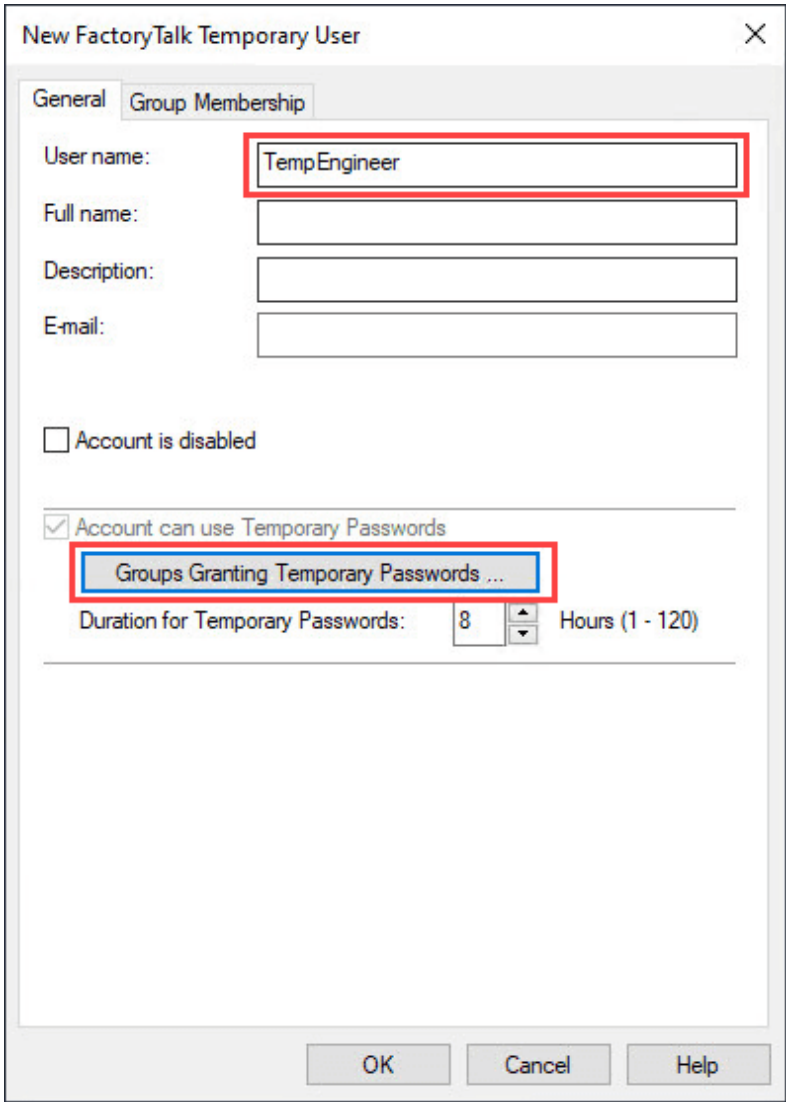 New FactoryTalk Temporary User
General Group Membership
User name: TempEngineer
Full name:
Description:
E-mail:
Account is disabled
Account can use Temporary Passwords
Groups Granting Temporary Passwords ...
Duration for Temporary Passwords: 8 Hours (1 - 120)
OK Cancel Help